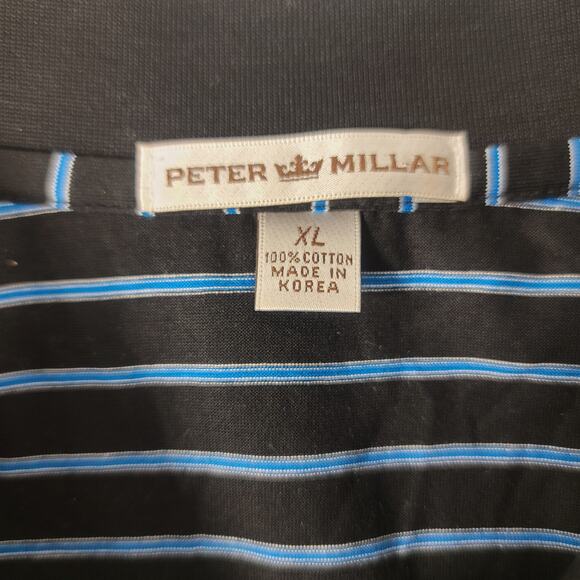 PETER MILLAR
XL
100% COTTON
MADE IN
KOREA